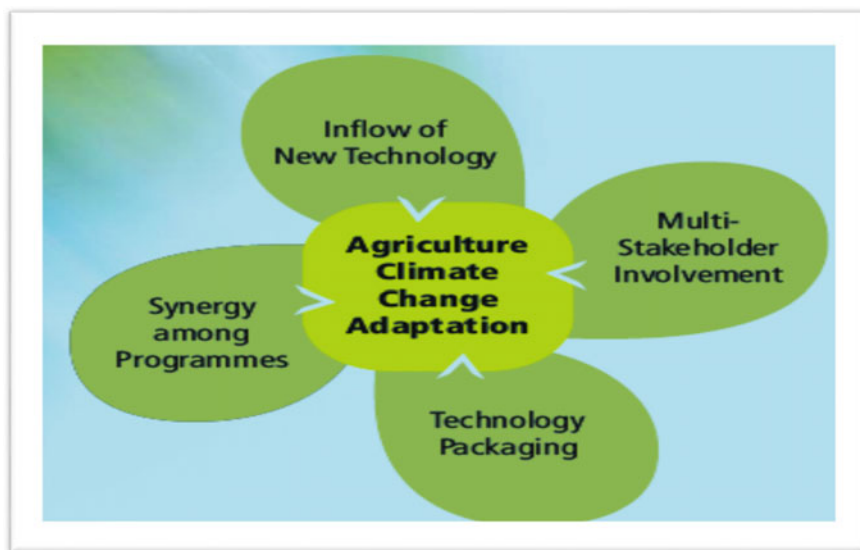 Inflow of
New Technology
Multi-
Stakeholder
Involvement
Agriculture
Climate
Change
Adaptation
Synergy
among
Programmes
Technology
Packaging